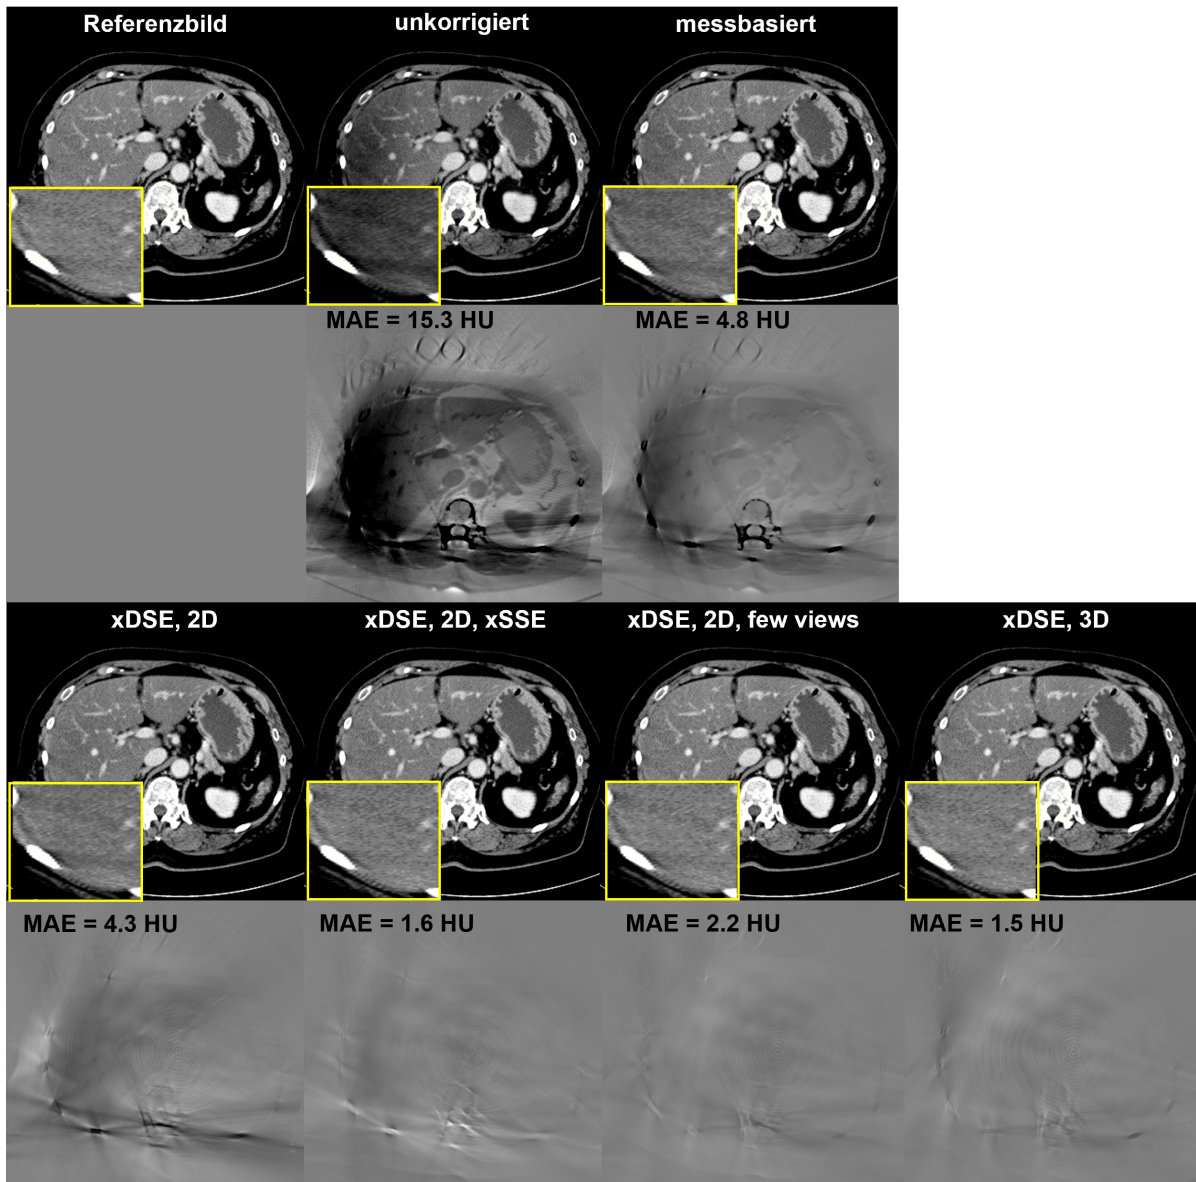 Referenzbild
unkorrigiert
messbasiert
MAE = 15.3 HU
MAE = 4.8 HU
xDSE, 2D
xDSE, 2D, xSSE
xDSE, 2D, few views
xDSE, 3D
MAE = 4.3 HU
MAE = 1.6 HU
MAE = 2.2 HU
MAE = 1.5 HU